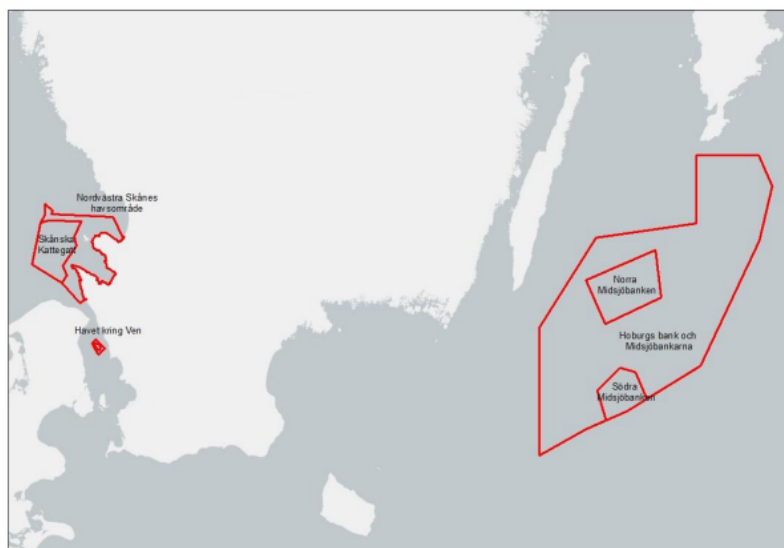 Nordvästra Skånes
havsområde
Skånska
Kattegatt
Havet kring Ven
Norra
Midsjöbanken
Hoburgs bank och
Midsjöbankarna
Södra
Midsjöbanken